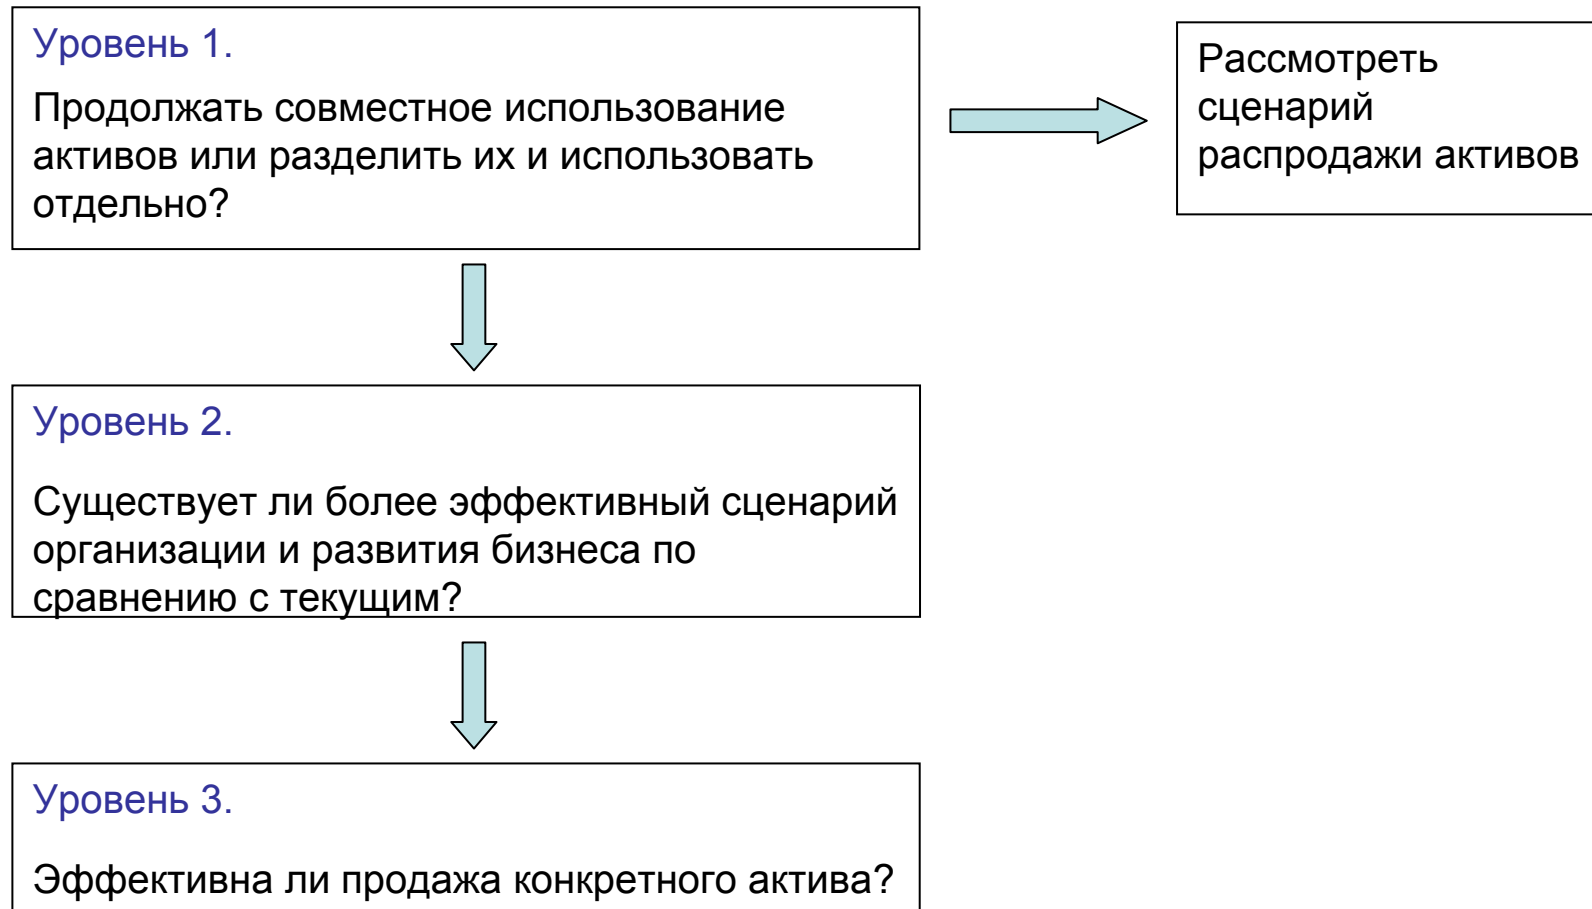 Уровень 1.
Продолжать совместное использование
активов или разделить их и использовать
отдельно?
Рассмотреть
сценарий
распродажи активов
Уровень 2.
Существует ли более эффективный сценарий
организации и развития бизнеса по
сравнению с текущим?
Уровень 3.
Эффективна ли продажа конкретного актива?